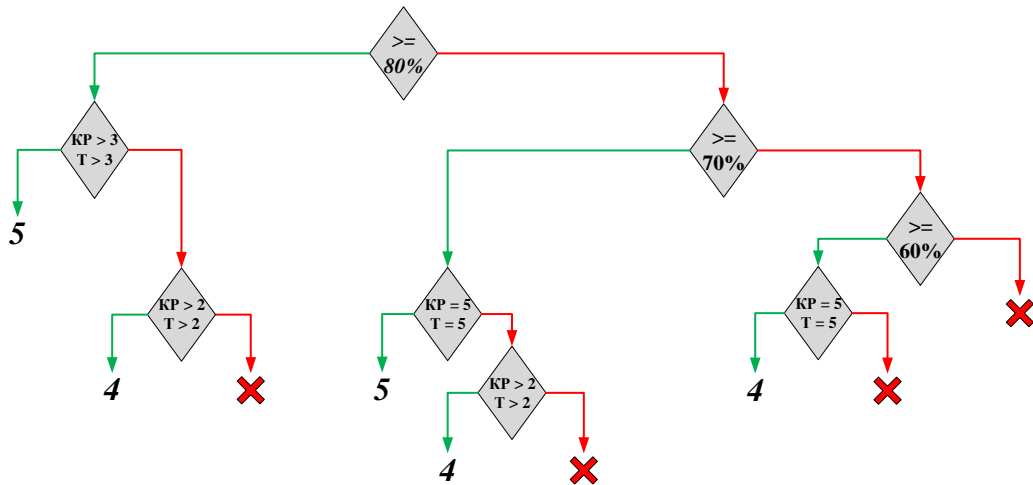 >=
80%
КР > 3
Т > 3
>=
70%
5
>=
60%
КР > 2
Т > 2
КР = 5
Т = 5
КР = 5
Т = 5
4
5
КР > 2
Т > 2
4
4